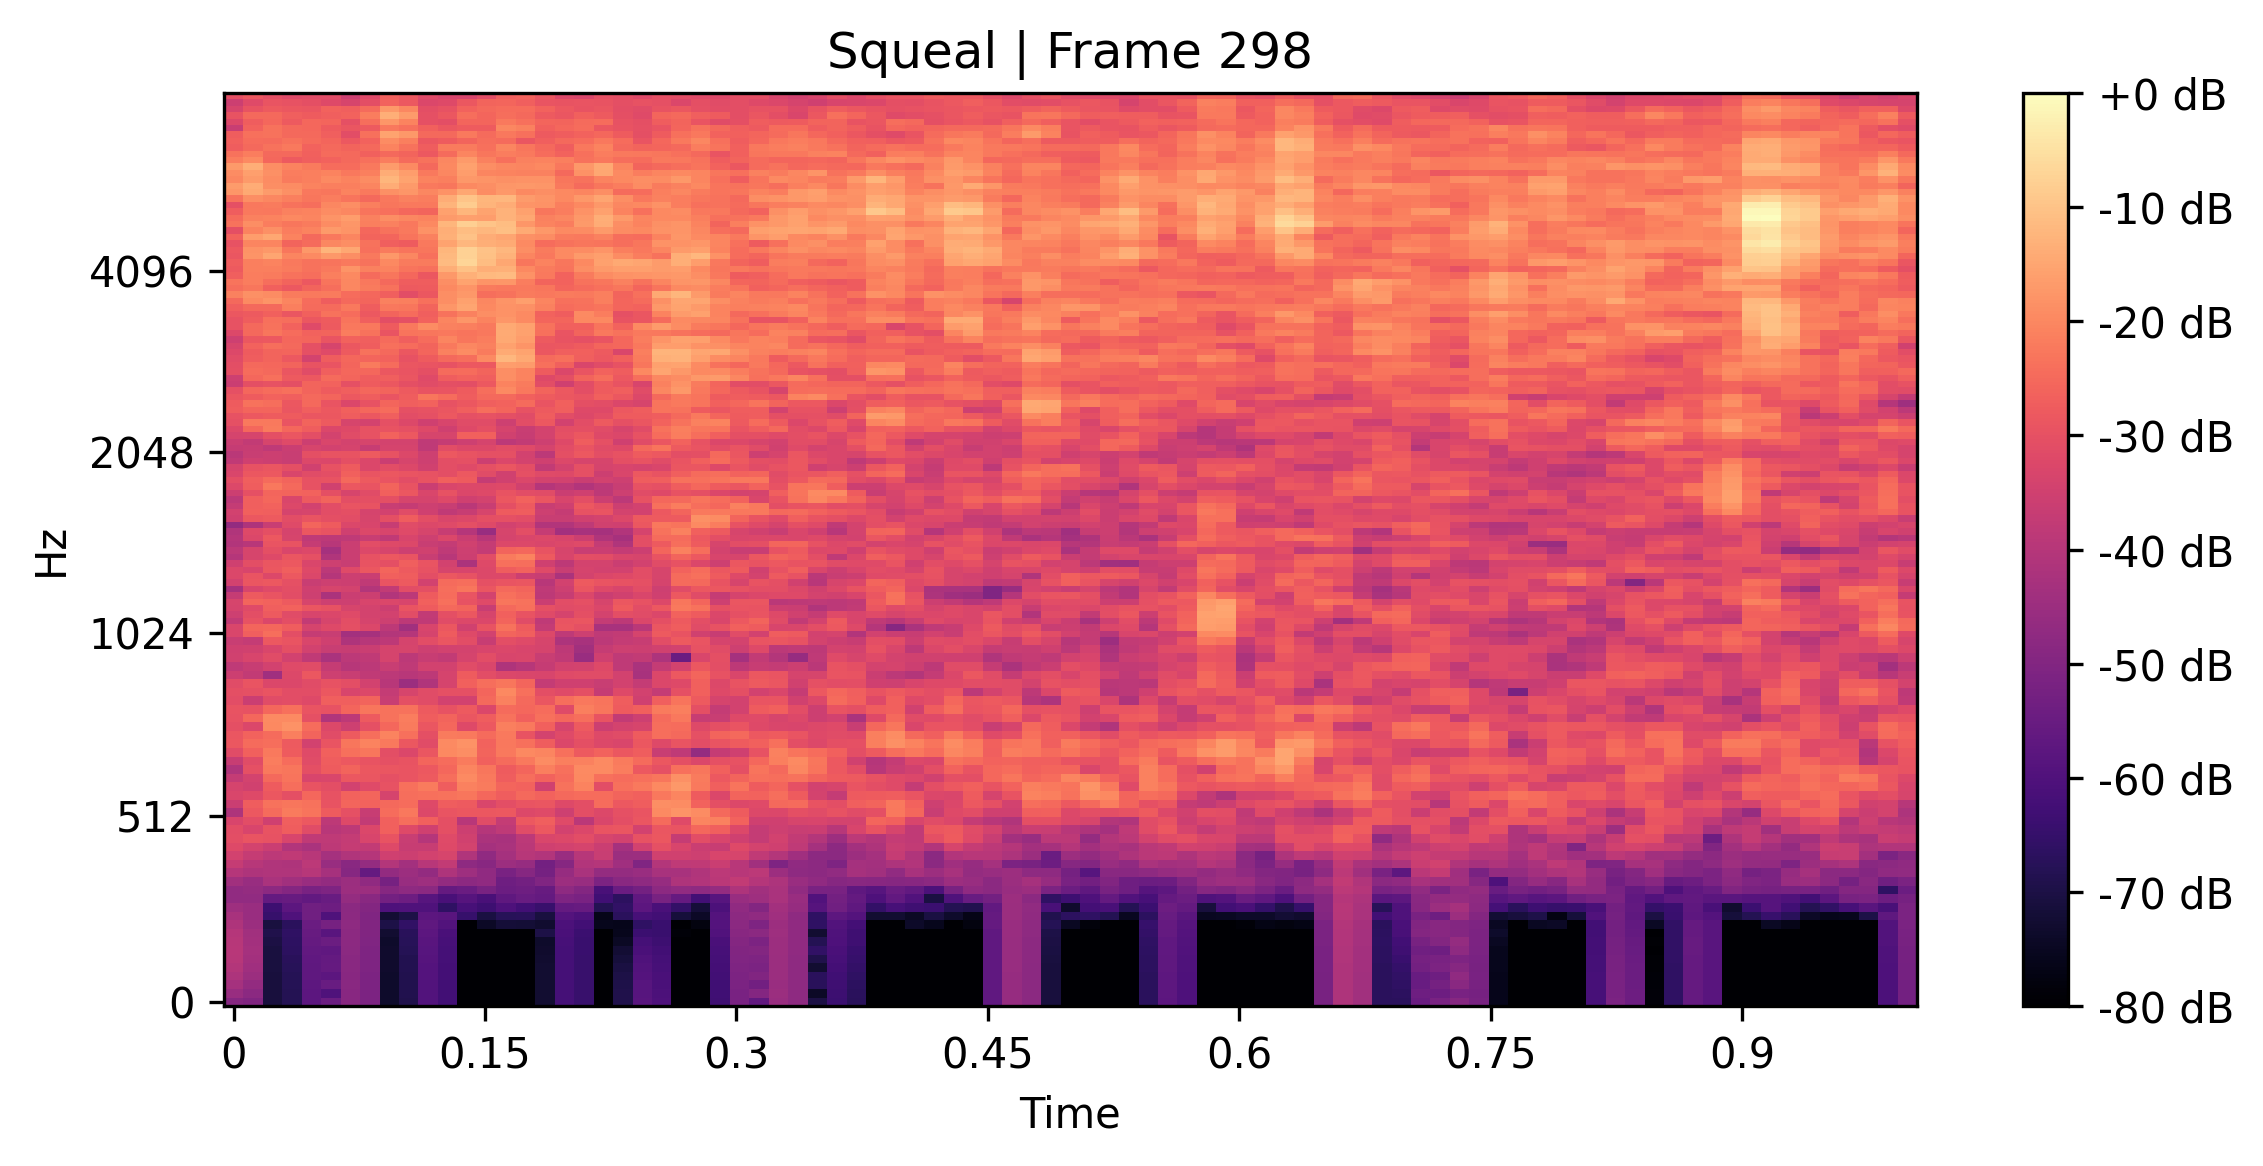 Squeal | Frame 298
+0 dB
-10 dB
-20 dB
-30 dB
-40 dB
-50 dB
-60 dB
-70 dB
-80 dB
Hz
4096
2048
1024
512
0
0 0.15 0.3 0.45 0.6 0.75 0.9
Time